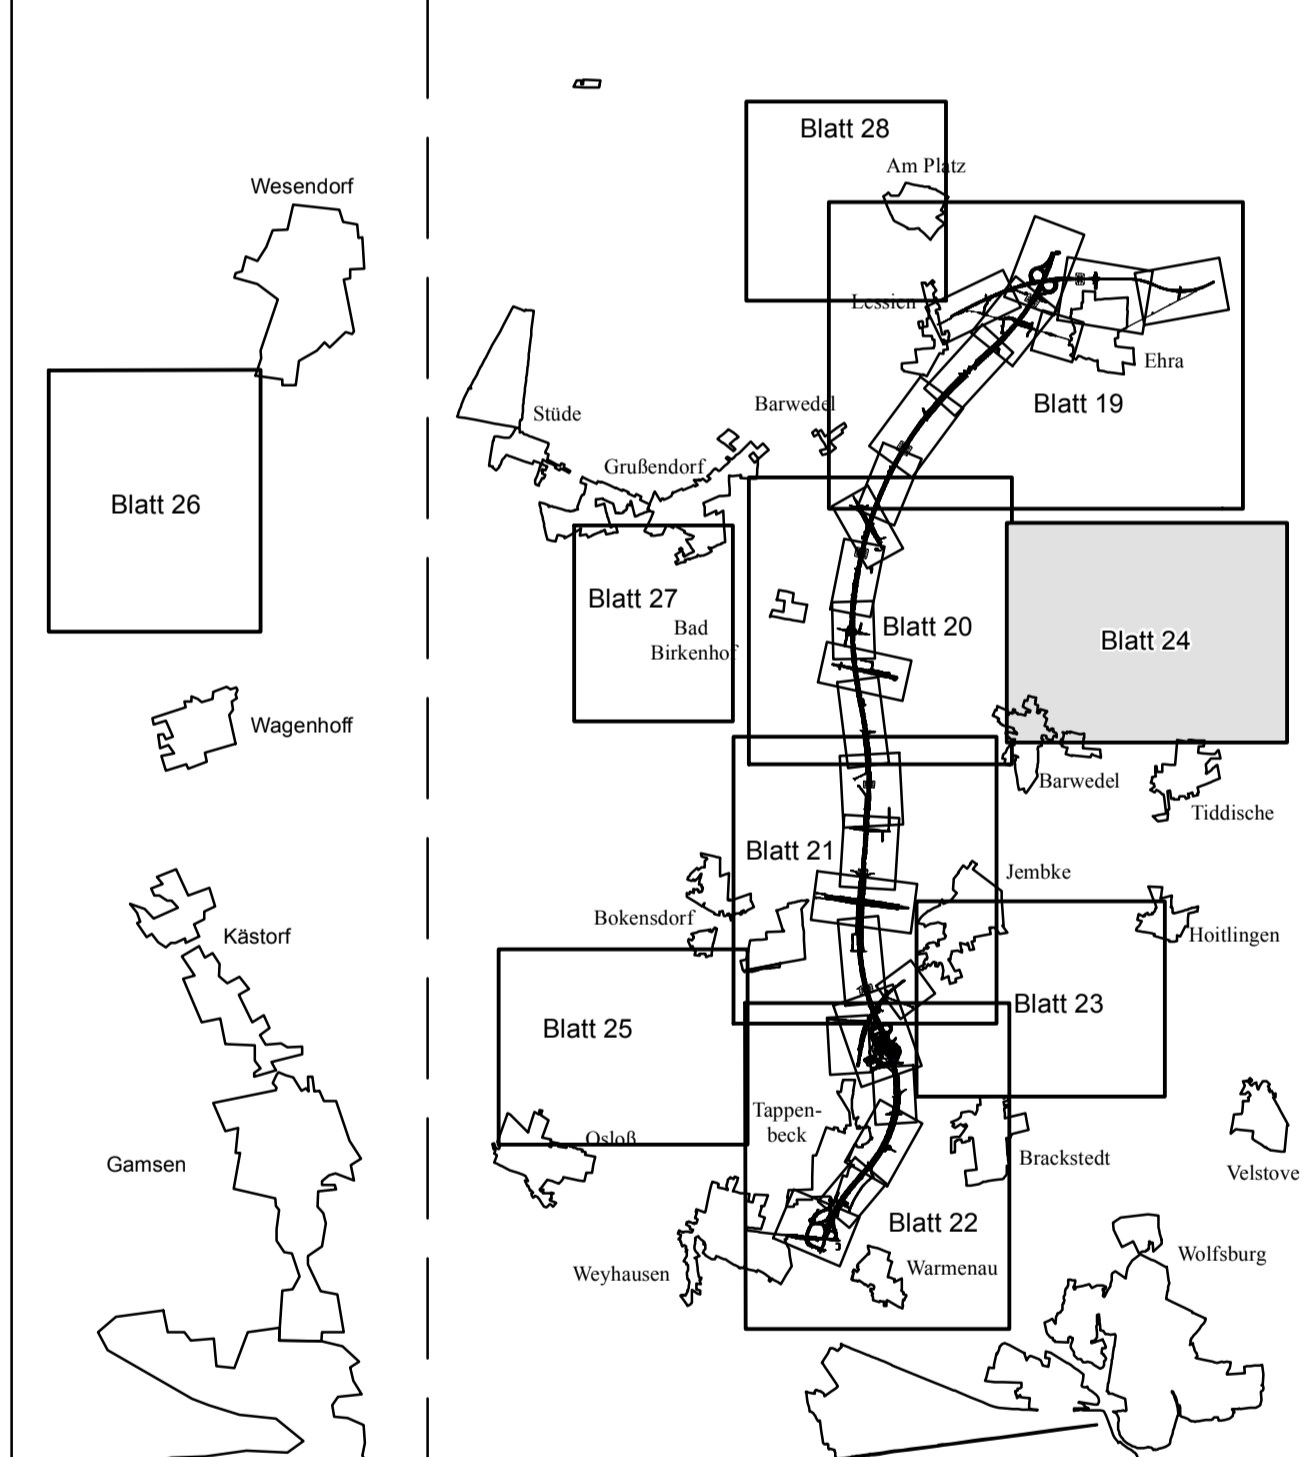 Blatt 28
Am Platz
Wesendorf
Lessien
Ehra
Blatt 19
Barwedel
Stüde
Grußendorf
Blatt 26
Blatt 27
Bad
Birkenhof
Blatt 20
Blatt 24
Wagenhoff
Barwedel
Tiddische
Blatt 21
Jembke
Bokensdorf
Kästorf
Hoitlingen
Blatt 23
Blatt 25
Tappen-
beck
Osloß
Gamsen
Brackstedt
Velstove
Blatt 22
Wolfsburg
Weyhausen
Warmenau